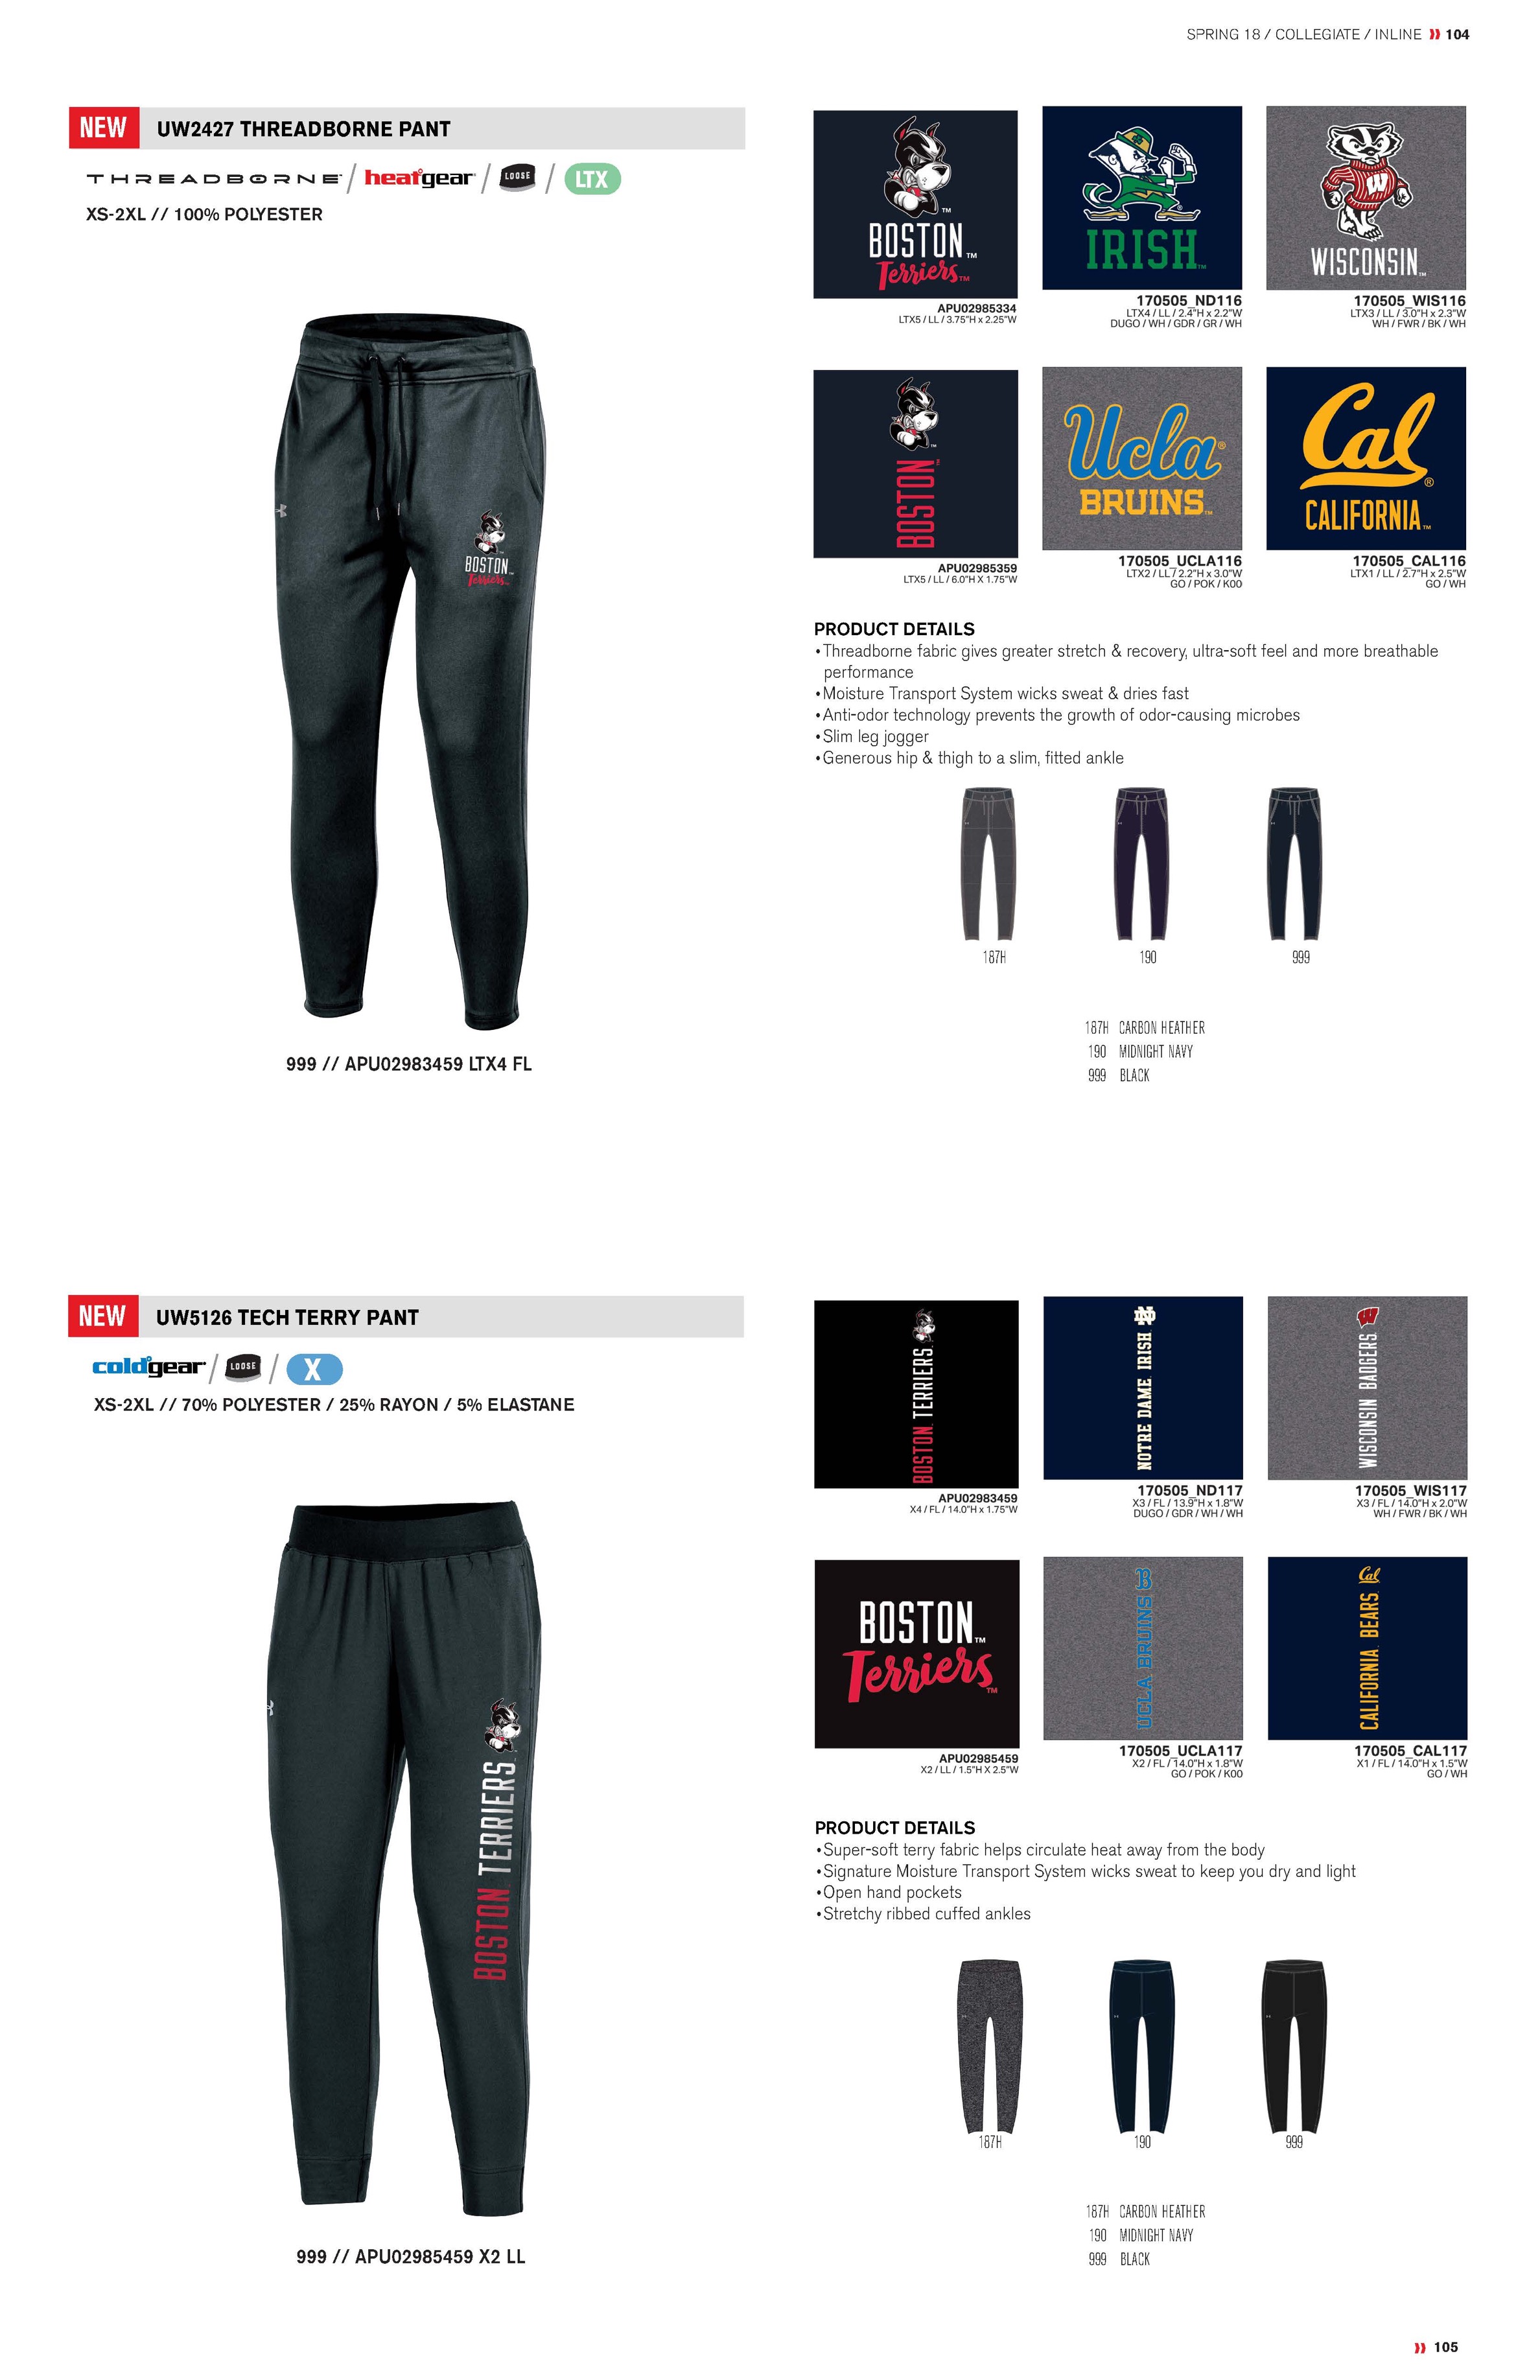 SPRING 18 / COLLEGIATE / INLINE 104
NEW UW2427 THREADBORNE PANT
THREADBORNE / heatgear / LOOSE / LTX
XS-2XL // 100% POLYESTER
BOSTON™
Terriers™
BOSTON™
Terriers™
999 // APU02983459 LTX4 FL
APU02985334
LTX5 / LL / 3.75"H x 2.25"W
IRISH™
170505_ND116
LTX4 / LL / 2.4"H x 2.2"W
DUGO / WH / GDR / GR / WH
W
WISCONSIN™
170505_WIS116
LTX3 / LL / 3.0"H x 2.3"W
WH / FWR / BK / WH
BOSTON™
APU02985359
LTX5 / LL / 6.0"H X 1.75"W
Ucla®
BRUINS™
170505_UCLA116
LTX2 / LL / 2.2"H x 3.0"W
GO / POK / K00
Cal®
CALIFORNIA™
170505_CAL116
LTX1 / LL / 2.7"H x 2.5"W
GO / WH
PRODUCT DETAILS
•Threadborne fabric gives greater stretch & recovery, ultra-soft feel and more breathable
performance
•Moisture Transport System wicks sweat & dries fast
•Anti-odor technology prevents the growth of odor-causing microbes
•Slim leg jogger
•Generous hip & thigh to a slim, fitted ankle
187H 190 999
187H CARBON HEATHER
190 MIDNIGHT NAVY
999 BLACK
NEW UW5126 TECH TERRY PANT
coldgear / LOOSE / X
XS-2XL // 70% POLYESTER / 25% RAYON / 5% ELASTANE
BOSTON TERRIERS
999 // APU02985459 X2 LL
BOSTON TERRIERS
APU02983459
X4 / FL / 14.0"H x 1.75"W
NOTRE DAME IRISH ND
170505_ND117
X3 / FL / 13.9"H x 1.8"W
DUGO / GDR / WH / WH
WISCONSIN BADGERS W
170505_WIS117
X3 / FL / 14.0"H x 2.0"W
WH / FWR / BK / WH
BOSTON™
Terriers™
APU02985459
X2 / LL / 1.5"H X 2.5"W
UCLA BRUINS B
170505_UCLA117
X2 / FL / 14.0"H x 1.8"W
GO / POK / K00
CALIFORNIA BEARS Cal
170505_CAL117
X1 / FL / 14.0"H x 1.5"W
GO / WH
PRODUCT DETAILS
•Super-soft terry fabric helps circulate heat away from the body
•Signature Moisture Transport System wicks sweat to keep you dry and light
•Open hand pockets
•Stretchy ribbed cuffed ankles
187H 190 999
187H CARBON HEATHER
190 MIDNIGHT NAVY
999 BLACK
105